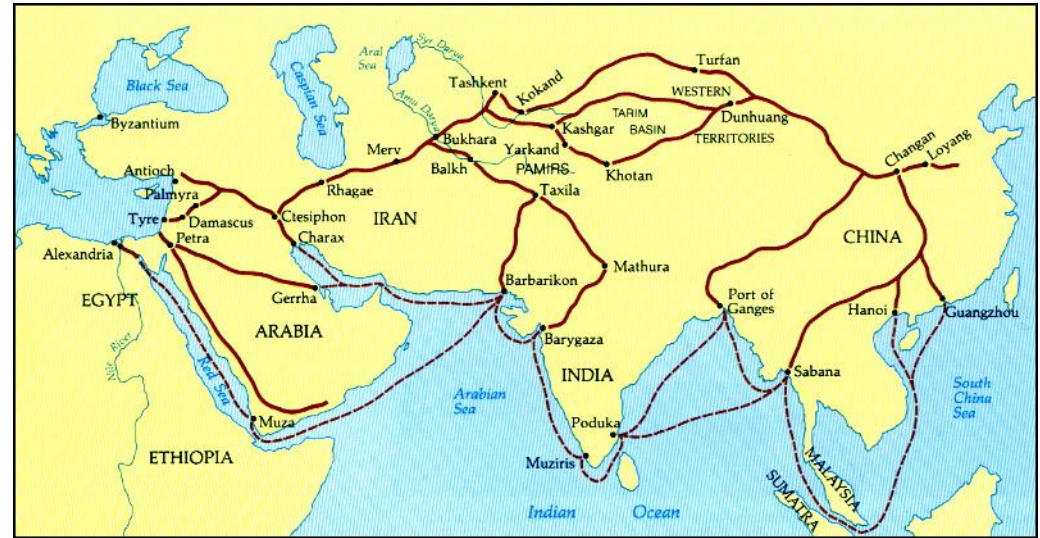 Black Sea
Byzantium
Caspian Sea
Aral
Sea
Syr Darya
Amu Darya
Tashkent
Kokand
Turfan
WESTERN
TARIM
BASIN
Dunhuang
TERRITORIES
Kashgar
Yarkand
Khotan
PAMIRS
Bukhara
Merv
Balkh
Changan
Loyang
Antioch
Palmyra
Rhagae
Taxila
Tyre
Damascus
Ctesiphon
IRAN
Petra
Charax
Alexandria
CHINA
Mathura
EGYPT
Gerrha
Barbarikon
Port of
Ganges
Hanoi
Guangzhou
ARABIA
Nile River
Red Sea
Barygaza
INDIA
Sabana
Arabian
Sea
South
China
Sea
Muza
Poduka
ETHIOPIA
Muziris
MALAYSIA
SUMATRA
Indian Ocean